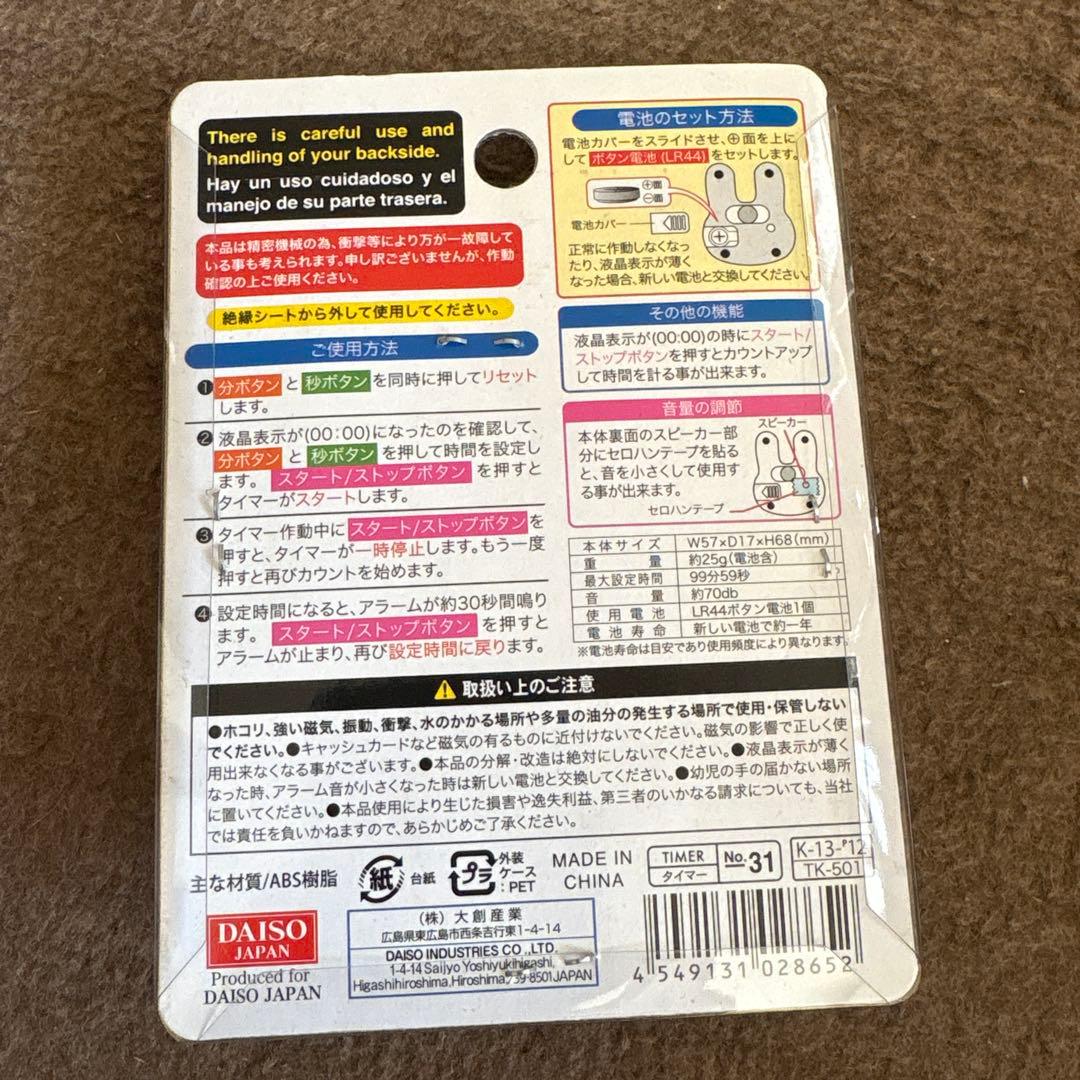 There is careful use and
handling of your backside.
Hay un uso cuidadoso y el
manejo de su parte trasera.
本品は精密機械の為、衝撃等により万が一故障して
いる事も考えられます。申し訳ございませんが、作動
確認の上ご使用ください。
絶縁シートから外して使用してください。
ご使用方法
❶ 分ボタン と 秒ボタン を同時に押してリセット
します。
❷ 液晶表示が(00:00)になったのを確認して、
分ボタン と 秒ボタン を押して時間を設定し
ます。 スタート/ストップボタン を押すと
タイマーがスタートします。
❸ タイマー作動中に スタート/ストップボタン を
押すと、タイマーが一時停止します。もう一度
押すと再びカウントを始めます。
❹ 設定時間になると、アラームが約30秒間鳴り
ます。 スタート/ストップボタン を押すと
アラームが止まり、再び設定時間に戻ります。
電池のセット方法
電池カバーをスライドさせ、⊕面を上に
して ボタン電池(LR44) をセットします。
⊕面
⊖面
電池カバー
正常に作動しなくなっ
たり、液晶表示が薄く
なった場合、新しい電池と交換してください。
その他の機能
液晶表示が(00:00)の時にスタート/
ストップボタンを押すとカウントアップ
して時間を計る事が出来ます。
音量の調節
本体裏面のスピーカー部
分にセロハンテープを貼る
と、音を小さくして使用す
る事が出来ます。
スピーカー
セロハンテープ
本体サイズ W57×D17×H68(mm)
重量 約25g(電池含)
最大設定時間 99分59秒
音量 約70db
使用電池 LR44ボタン電池1個
電池寿命 新しい電池で約一年
※電池寿命は目安であり使用頻度により異なります。
取扱い上のご注意
●ホコリ、強い磁気、振動、衝撃、水のかかる場所や多量の油分の発生する場所で使用・保管しない
でください。●キャッシュカードなど磁気の有るものに近付けないでください。磁気の影響で正しく使
用出来なくなる事がございます。●本品の分解・改造は絶対にしないでください。●液晶表示が薄く
なった時、アラーム音が小さくなった時は新しい電池と交換してください。●幼児の手の届かない場所
に置いてください。●本品使用により生じた損害や逸失利益、第三者のいかなる請求についても、当社
では責任を負いかねますので、あらかじめご了承ください。
主な材質/ABS樹脂
紙 台紙
プラ
外装
ケース
:PET
MADE IN
CHINA
TIMER
タイマー
No.31
K-13-'12
TK-501
DAISO
JAPAN
Produced for
DAISO JAPAN
(株)大創産業
広島県東広島市西条吉行東1-4-14
DAISO INDUSTRIES CO.,LTD.
1-4-14 Saijyo Yoshiyukihigashi,
Higashihiroshima,Hiroshima,739-8501JAPAN
4 549131 028652